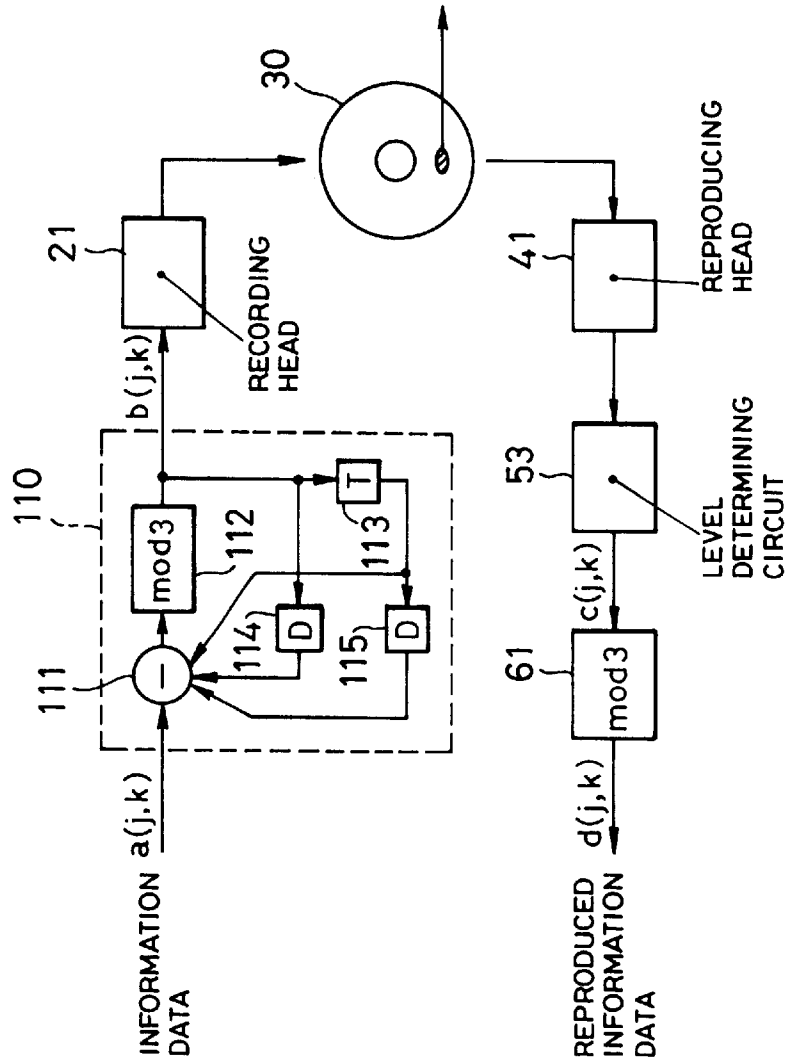 INFORMATION
DATA
a(j,k)
111
110
mod3
112
113
T
114
D
115
D
b(j,k)
21
RECORDING
HEAD
30
41
REPRODUCING
HEAD
53
LEVEL
DETERMINING
CIRCUIT
c(j,k)
61
mod3
d(j,k)
REPRODUCED
INFORMATION
DATA